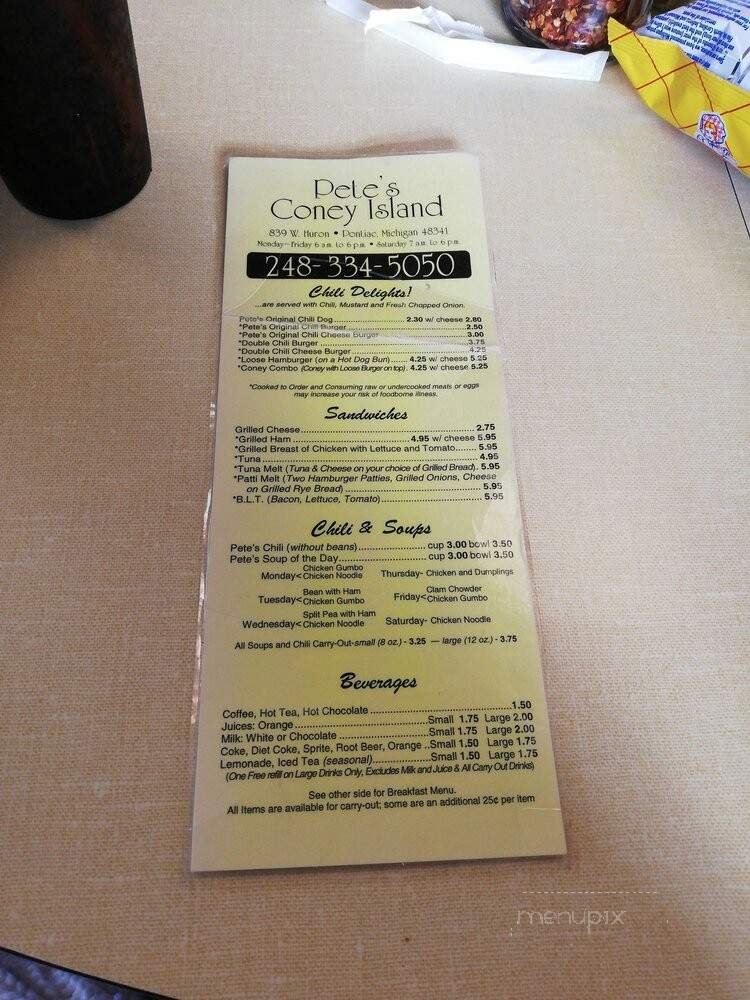 Pete's
Coney Island
839 W. Huron • Pontiac, Michigan 48341
Monday-Friday 6 a.m. to 6 p.m. • Saturday 7 a.m. to 6 p.m.
248-334-5050
Chili Delights!
...are served with Chili, Mustard and Fresh Chopped Onion.
Pete's Original Chili Dog 2.30 w/ cheese 2.80
*Pete's Original Chili Burger 2.50
*Pete's Original Chili Cheese Burger 3.00
*Double Chili Burger 3.75
*Double Chili Cheese Burger 4.25
*Loose Hamburger (on a Hot Dog Bun) 4.25 w/ cheese 5.25
*Coney Combo (Coney with Loose Burger on top) 4.25 w/ cheese 5.25
*Cooked to Order and Consuming raw or undercooked meats or eggs
may increase your risk of foodborne illness.
Sandwiches
Grilled Cheese 2.75
*Grilled Ham 4.95 w/ cheese 5.95
*Grilled Breast of Chicken with Lettuce and Tomato 5.95
*Tuna 4.95
*Tuna Melt (Tuna & Cheese on your choice of Grilled Bread) 5.95
*Patti Melt (Two Hamburger Patties, Grilled Onions, Cheese
on Grilled Rye Bread) 5.95
*B.L.T. (Bacon, Lettuce, Tomato) 5.95
Chili & Soups
Pete's Chili (without beans) cup 3.00 bowl 3.50
Pete's Soup of the Day cup 3.00 bowl 3.50
Monday< Chicken Gumbo
Chicken Noodle
Thursday- Chicken and Dumplings
Tuesday< Bean with Ham
Chicken Gumbo
Friday< Clam Chowder
Chicken Gumbo
Wednesday< Split Pea with Ham
Chicken Noodle
Saturday- Chicken Noodle
All Soups and Chili Carry-Out-small (8 oz.) - 3.25 — large (12 oz.) - 3.75
Beverages
Coffee, Hot Tea, Hot Chocolate 1.50
Juices: Orange Small 1.75 Large 2.00
Milk: White or Chocolate Small 1.75 Large 2.00
Coke, Diet Coke, Sprite, Root Beer, Orange Small 1.50 Large 1.75
Lemonade, Iced Tea (seasonal) Small 1.50 Large 1.75
(One Free refill on Large Drinks Only, Excludes Milk and Juice & All Carry Out Drinks)
See other side for Breakfast Menu.
All Items are available for carry-out; some are an additional 25¢ per item
menupix